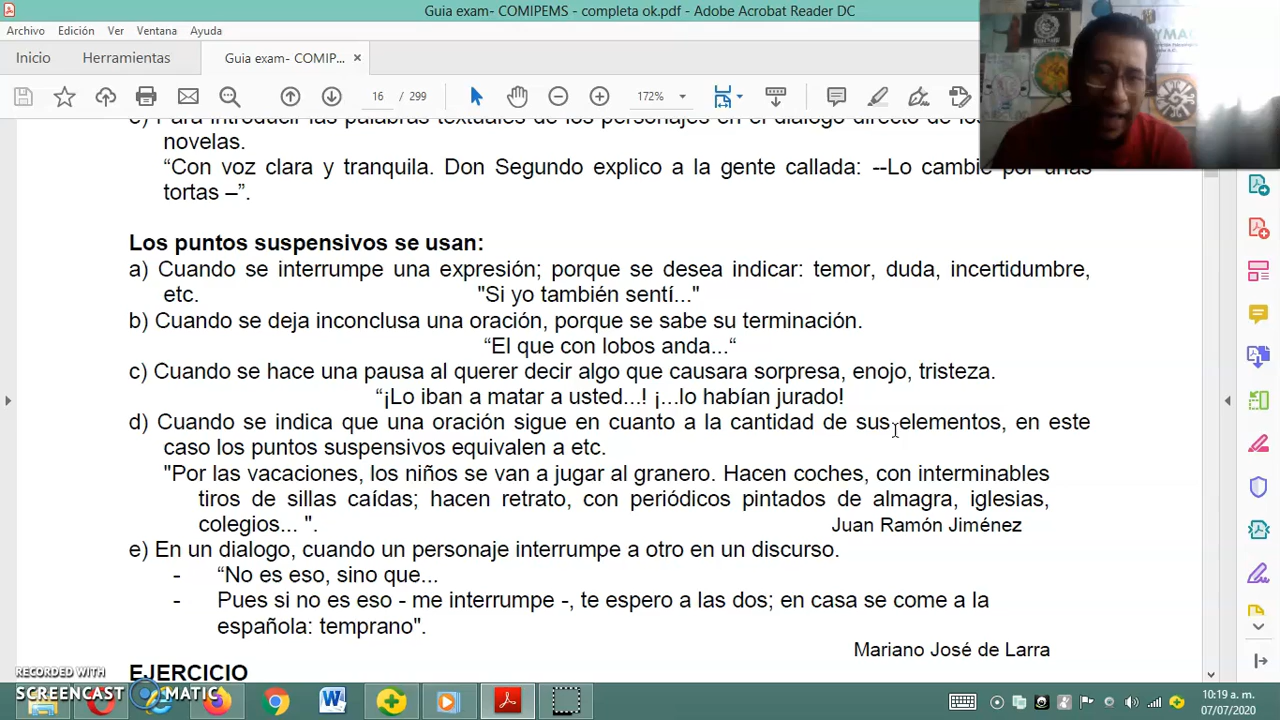 Guia exam- COMIPEMS - completa ok.pdf - Adobe Acrobat Reader DC
Archivo Edición Ver Ventana Ayuda
Inicio Herramientas Guia exam- COMIP... ×
16 / 299 172%
novelas.
“Con voz clara y tranquila. Don Segundo explico a la gente callada: --Lo cambie por unas
tortas –”.
Los puntos suspensivos se usan:
a) Cuando se interrumpe una expresión; porque se desea indicar: temor, duda, incertidumbre,
etc. "Si yo también sentí..."
b) Cuando se deja inconclusa una oración, porque se sabe su terminación.
“El que con lobos anda...“
c) Cuando se hace una pausa al querer decir algo que causara sorpresa, enojo, tristeza.
“¡Lo iban a matar a usted...! ¡...lo habían jurado!
d) Cuando se indica que una oración sigue en cuanto a la cantidad de sus elementos, en este
caso los puntos suspensivos equivalen a etc.
"Por las vacaciones, los niños se van a jugar al granero. Hacen coches, con interminables
tiros de sillas caídas; hacen retrato, con periódicos pintados de almagra, iglesias,
colegios... ".
Juan Ramón Jiménez
e) En un dialogo, cuando un personaje interrumpe a otro en un discurso.
- “No es eso, sino que...
- Pues si no es eso - me interrumpe -, te espero a las dos; en casa se come a la
española: temprano".
Mariano José de Larra
EJERCICIO
RECORDED WITH
SCREENCAST MATIC
10:19 a. m.
07/07/2020